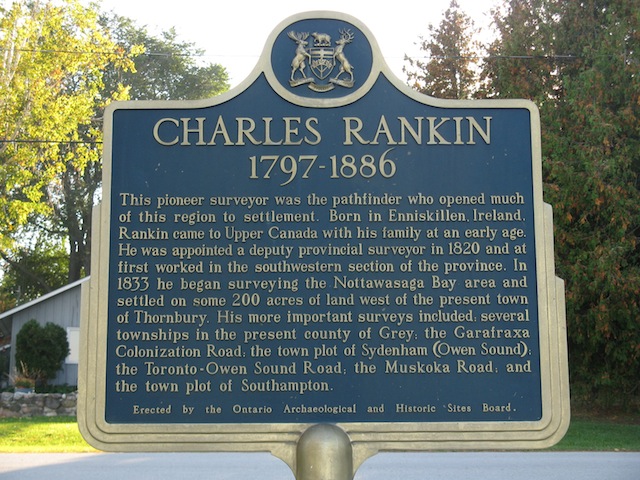 CHARLES RANKIN
1797-1886
This pioneer surveyor was the pathfinder who opened much
of this region to settlement. Born in Enniskillen, Ireland,
Rankin came to Upper Canada with his family at an early age.
He was appointed a deputy provincial surveyor in 1820 and at
first worked in the southwestern section of the province. In
1833 he began surveying the Nottawasaga Bay area and
settled on some 200 acres of land west of the present town
of Thornbury. His more important surveys included, several
townships in the present county of Grey; the Garafraxa
Colonization Road; the town plot of Sydenham (Owen Sound);
the Toronto-Owen Sound Road; the Muskoka Road; and
the town plot of Southampton.
Erected by the Ontario Archaeological and Historic Sites Board.